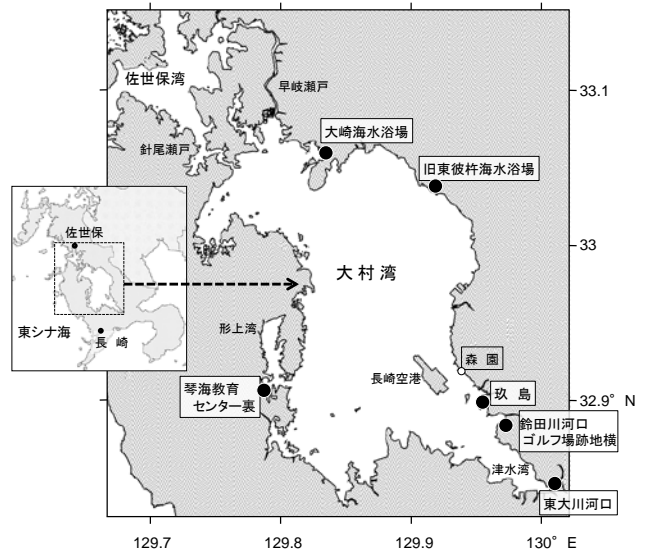 佐世保湾
早岐瀬戸
針尾瀬戸
大崎海水浴場
旧東彼杵海水浴場
佐世保
東シナ海
長 崎
大 村 湾
形上湾
長崎空港
森 園
玖 島
琴海教育
センター裏
鈴田川河口
ゴルフ場跡地横
津水湾
東大川河口
33.1
33
32.9° N
129.7
129.8
129.9
130° E